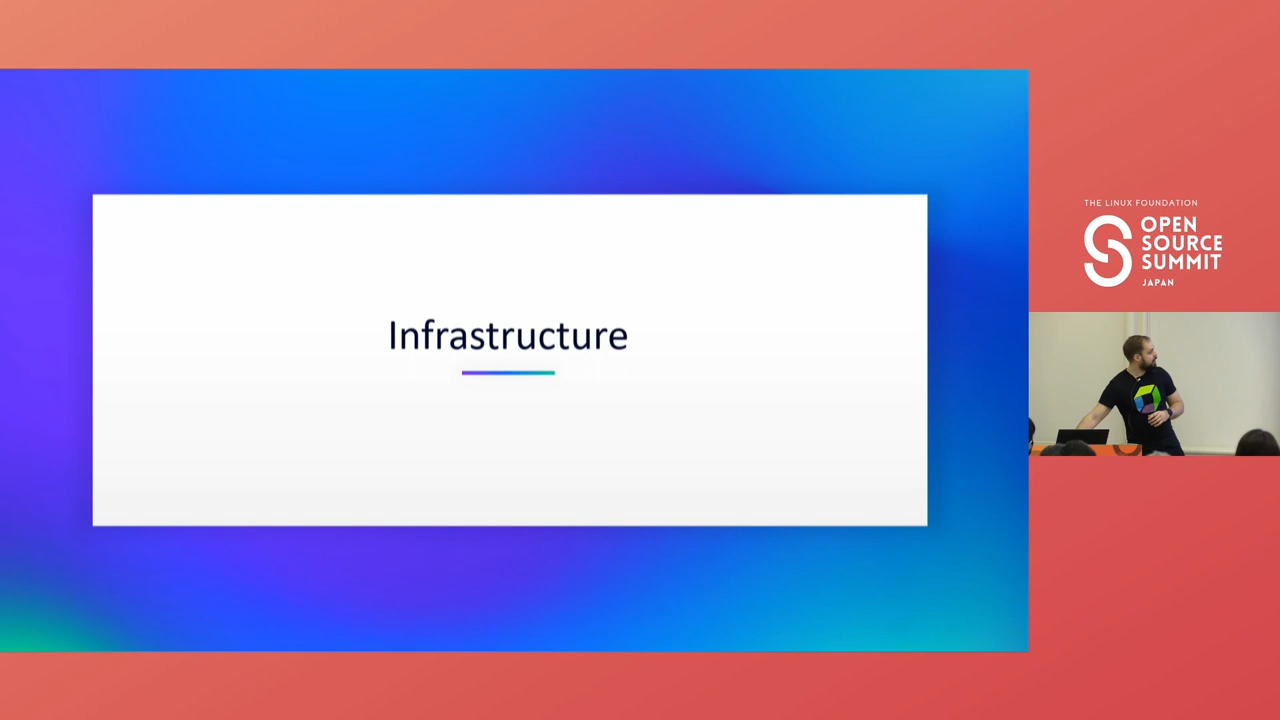 Infrastructure
THE LINUX FOUNDATION
OPEN
SOURCE
SUMMIT
JAPAN